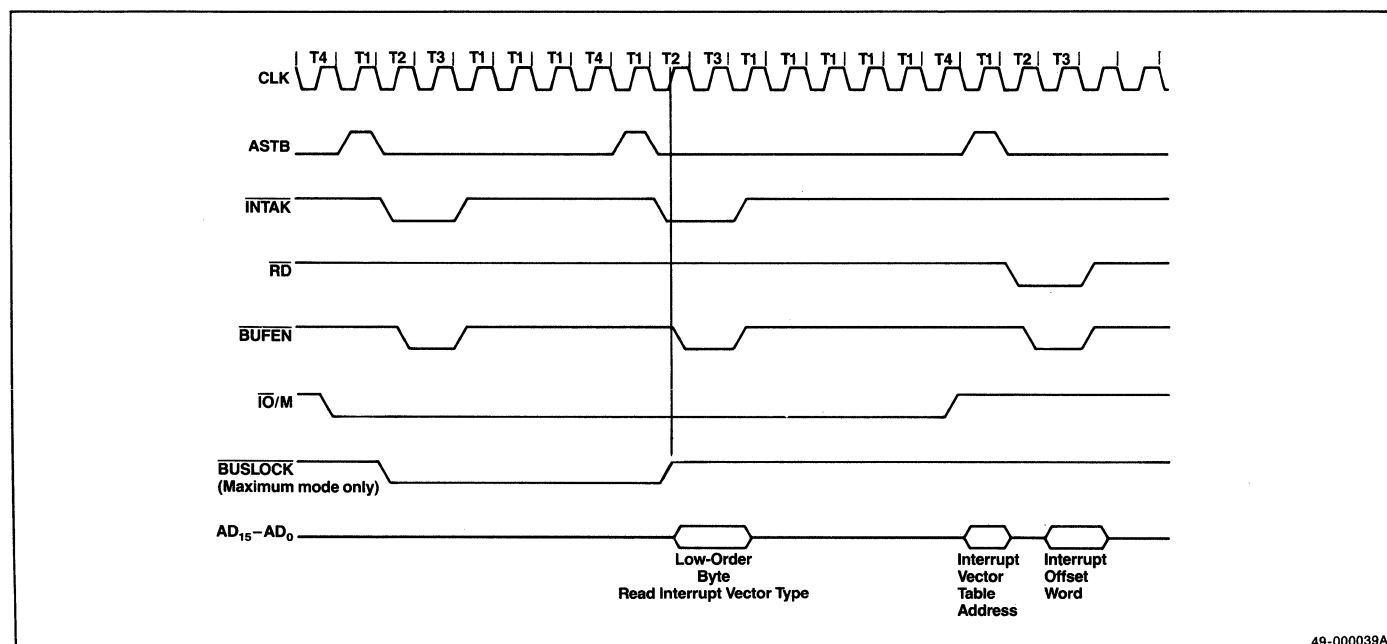 T4 T1 T2 T3 T1 T1 T1 T4 T1 T2 T3 T1 T1 T1 T1 T1 T4 T1 T2 T3
CLK
ASTB
INTAK
RD
BUFEN
IO/M
BUSLOCK
(Maximum mode only)
AD15–AD0
Low-Order
Byte
Read Interrupt Vector Type
Interrupt
Vector
Table
Address
Interrupt
Offset
Word
49-000039A